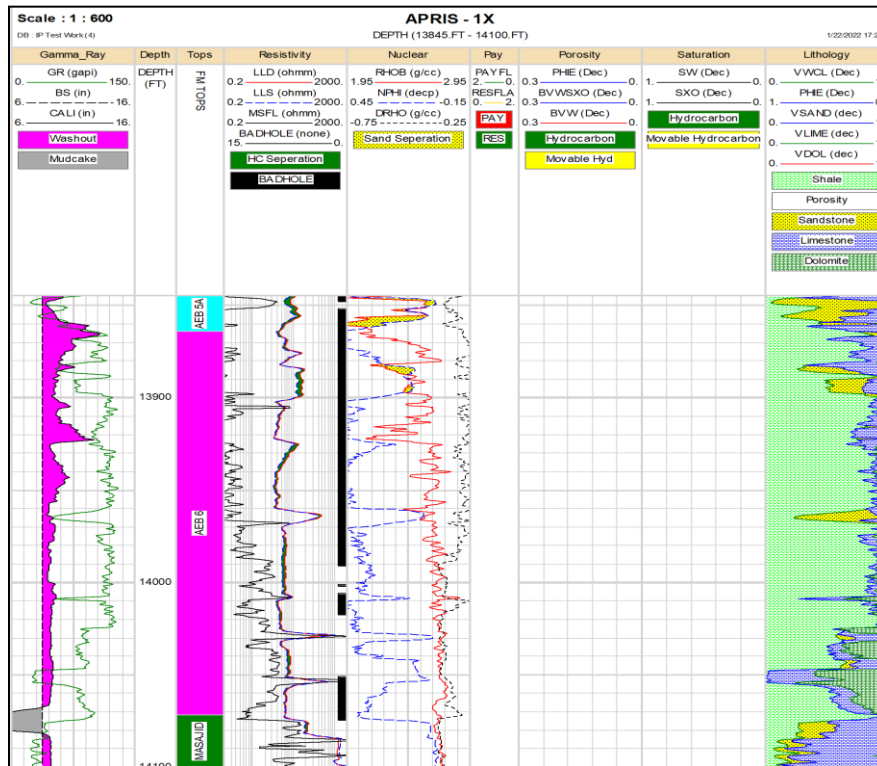 Scale : 1 : 600
APRIS - 1X
DB : IP Test Work (4)
DEPTH (13845.FT - 14100.FT)
1/22/2022 17:2
Gamma_Ray Depth Tops Resistivity Nuclear Pay Porosity Saturation Lithology
GR (gapi)
0. 150.
BS (in)
6. 16.
CALI (in)
6. 16.
Washout
Mudcake
DEPTH
(FT)
FM TOPS
LLD (ohmm)
0.2 2000.
LLS (ohmm)
0.2 2000.
MSFL (ohmm)
0.2 2000.
BADHOLE (none)
15. 0.
HC Seperation
BADHOLE
RHOB (g/cc)
1.95 2.95
NPHI (decp)
0.45 -0.15
DRHO (g/cc)
-0.75 0.25
Sand Seperation
PAYFL
2. 0.
RESFLA
0. 2.
PAY
RES
PHIE (Dec)
0.3 0.
BVWSXO (Dec)
0.3 0.
BVW (Dec)
0.3 0.
Hydrocarbon
Movable Hyd
SW (Dec)
1. 0.
SXO (Dec)
1. 0.
Hydrocarbon
Movable Hydrocarbon
VWCL (Dec)
0.
PHIE (Dec)
1.
VSAND (Dec)
0.
VLIME (dec)
0.
VDOL (dec)
0.
Shale
Porosity
Sandstone
Limestone
Dolomite
AEB 5A
13900
AEB 6
14000
MASAJID
14100